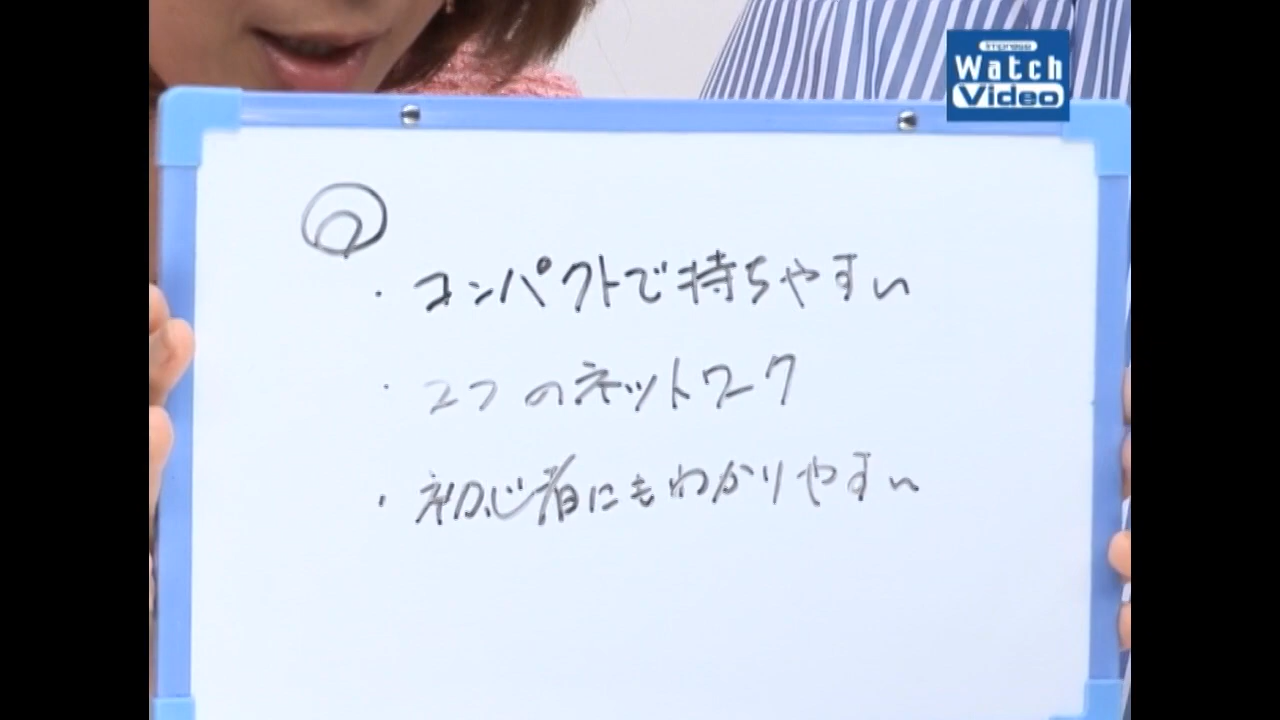 impress
Watch
Video
・コンパクトで持ちやすい
・2つのネットワーク
・初心者にもわかりやすい